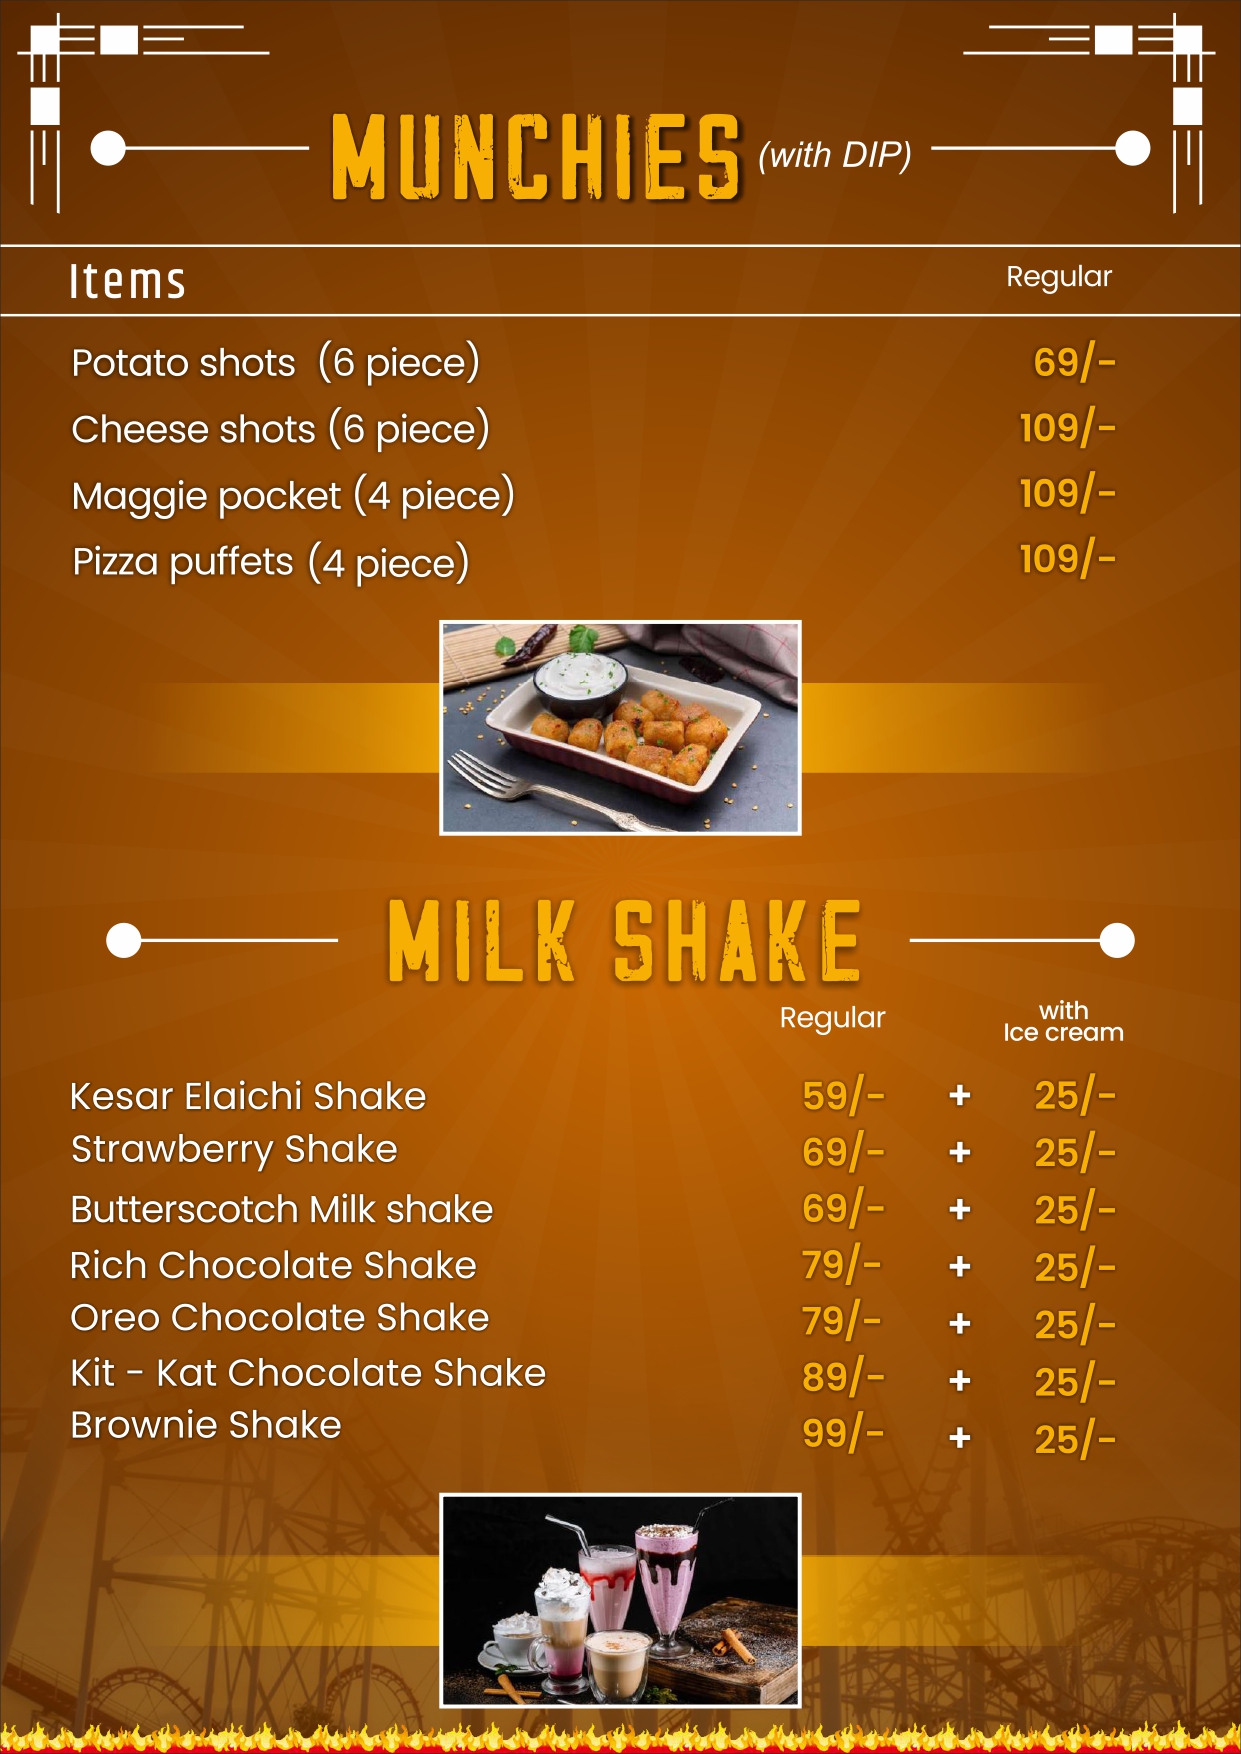 MUNCHIES (with DIP)
Items Regular
Potato shots (6 piece) 69/-
Cheese shots (6 piece) 109/-
Maggie pocket (4 piece) 109/-
Pizza puffets (4 piece) 109/-
MILK SHAKE
Regular with
Ice cream
Kesar Elaichi Shake 59/- + 25/-
Strawberry Shake 69/- + 25/-
Butterscotch Milk shake 69/- + 25/-
Rich Chocolate Shake 79/- + 25/-
Oreo Chocolate Shake 79/- + 25/-
Kit - Kat Chocolate Shake 89/- + 25/-
Brownie Shake 99/- + 25/-